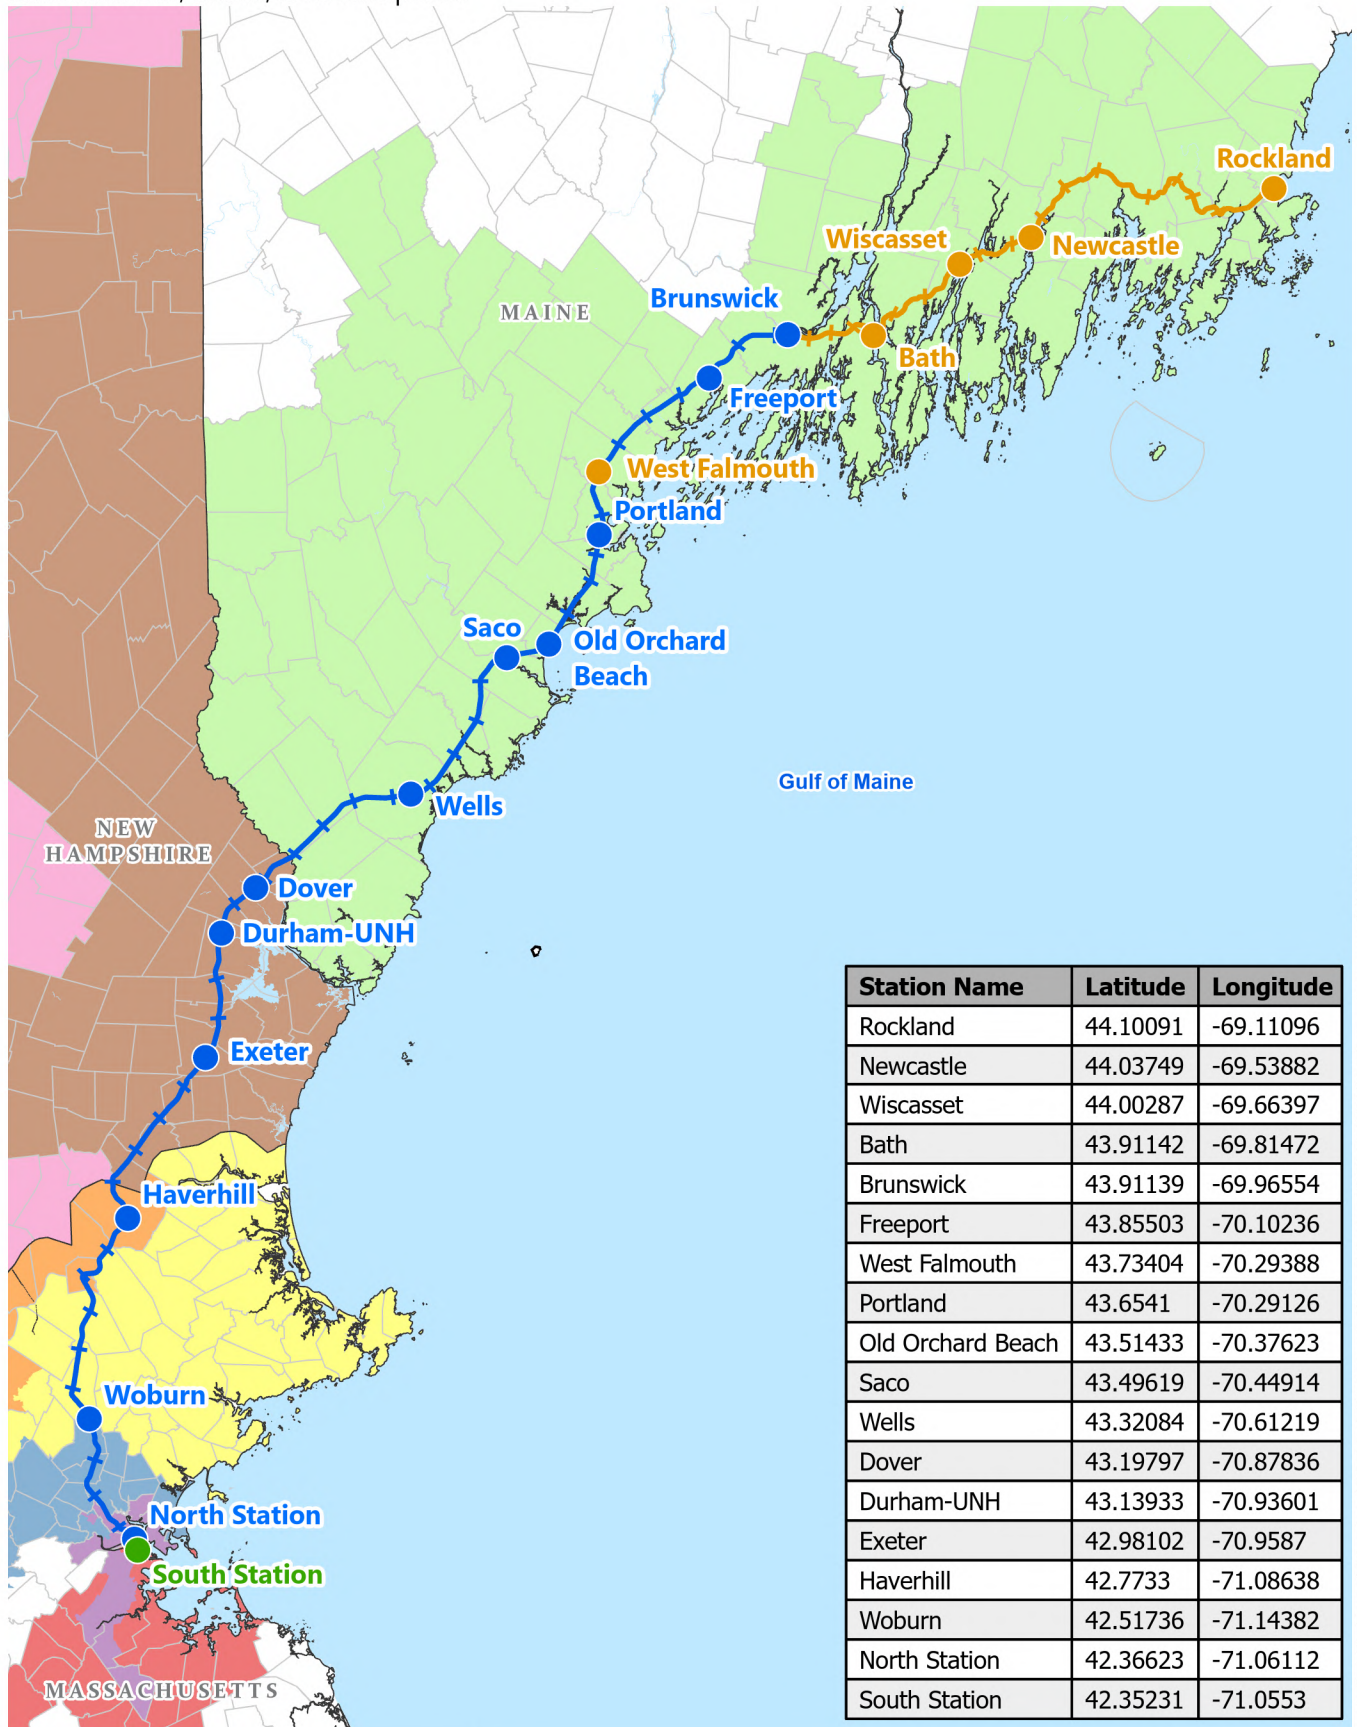 Rockland
Wiscasset
Newcastle
Brunswick
MAINE
Bath
Freeport
West Falmouth
Portland
Saco
Old Orchard
Beach
Gulf of Maine
Wells
NEW
HAMPSHIRE
Dover
Durham-UNH
Exeter
Haverhill
Woburn
North Station
South Station
MASSACHUSETTS
Station Name Latitude Longitude
Rockland 44.10091 -69.11096
Newcastle 44.03749 -69.53882
Wiscasset 44.00287 -69.66397
Bath 43.91142 -69.81472
Brunswick 43.91139 -69.96554
Freeport 43.85503 -70.10236
West Falmouth 43.73404 -70.29388
Portland 43.6541 -70.29126
Old Orchard Beach 43.51433 -70.37623
Saco 43.49619 -70.44914
Wells 43.32084 -70.61219
Dover 43.19797 -70.87836
Durham-UNH 43.13933 -70.93601
Exeter 42.98102 -70.9587
Haverhill 42.7733 -71.08638
Woburn 42.51736 -71.14382
North Station 42.36623 -71.06112
South Station 42.35231 -71.0553